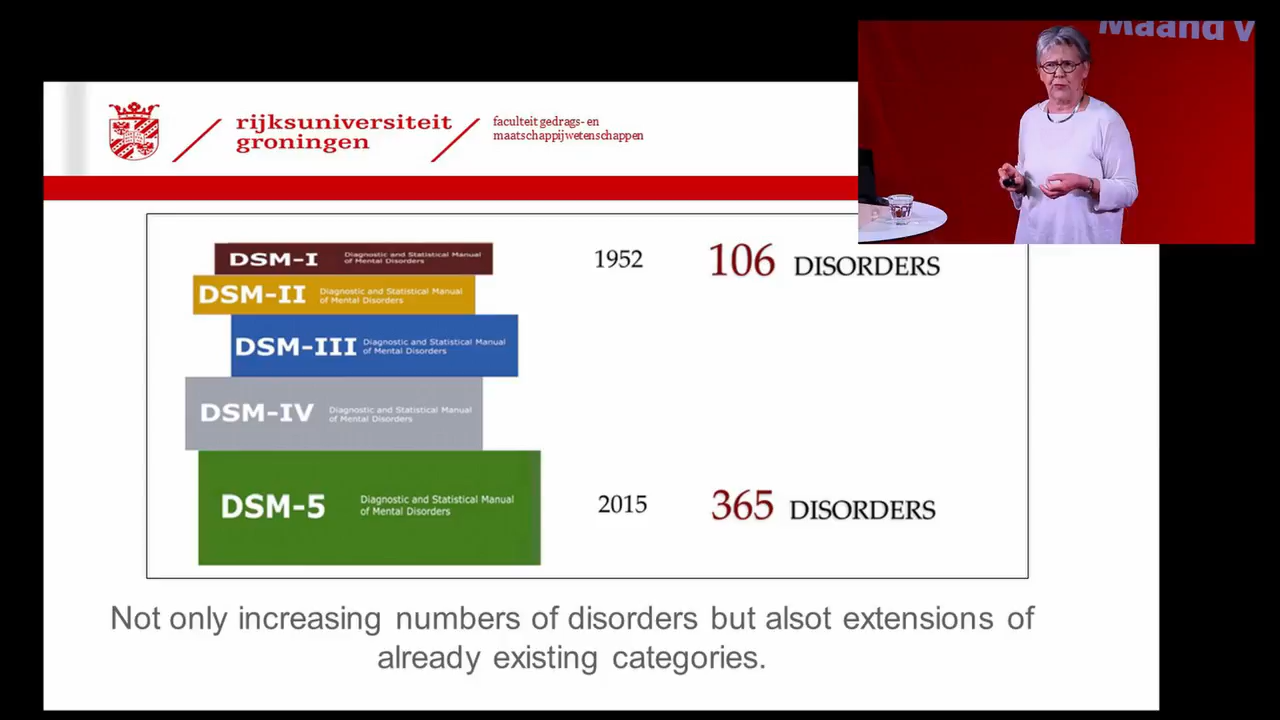 Maand v
rijksuniversiteit
groningen
faculteit gedrags- en
maatschappijwetenschappen
DSM-I Diagnostic and Statistical Manual
of Mental Disorders
1952 106 DISORDERS
DSM-II Diagnostic and Statistical Manual
of Mental Disorders
DSM-III Diagnostic and Statistical Manual
of Mental Disorders
DSM-IV Diagnostic and Statistical Manual
of Mental Disorders
DSM-5 Diagnostic and Statistical Manual
of Mental Disorders
2015 365 DISORDERS
Not only increasing numbers of disorders but alsot extensions of
already existing categories.